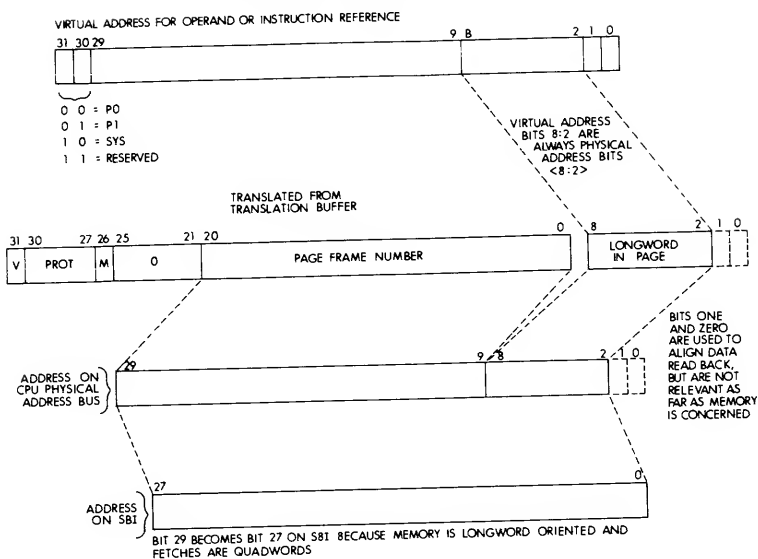 VIRTUAL ADDRESS FOR OPERAND OR INSTRUCTION REFERENCE
31 30 29 9 8 2 1 0
0 0 = P0
0 1 = P1
1 0 = SYS
1 1 = RESERVED
VIRTUAL ADDRESS
BITS 8:2 ARE
ALWAYS PHYSICAL
ADDRESS BITS
<8:2>
TRANSLATED FROM
TRANSLATION BUFFER
31 30 27 26 25 21 20 0 8 2 1 0
V PROT M 0 PAGE FRAME NUMBER LONGWORD
IN PAGE
BITS ONE
AND ZERO
ARE USED TO
ALIGN DATA
READ BACK,
BUT ARE NOT
RELEVANT AS
FAR AS MEMORY
IS CONCERNED
29 9 8 2 1 0
ADDRESS ON
CPU PHYSICAL
ADDRESS BUS
27 0
ADDRESS
ON SBI
BIT 29 BECOMES BIT 27 ON SBI BECAUSE MEMORY IS LONGWORD ORIENTED AND
FETCHES ARE QUADWORDS